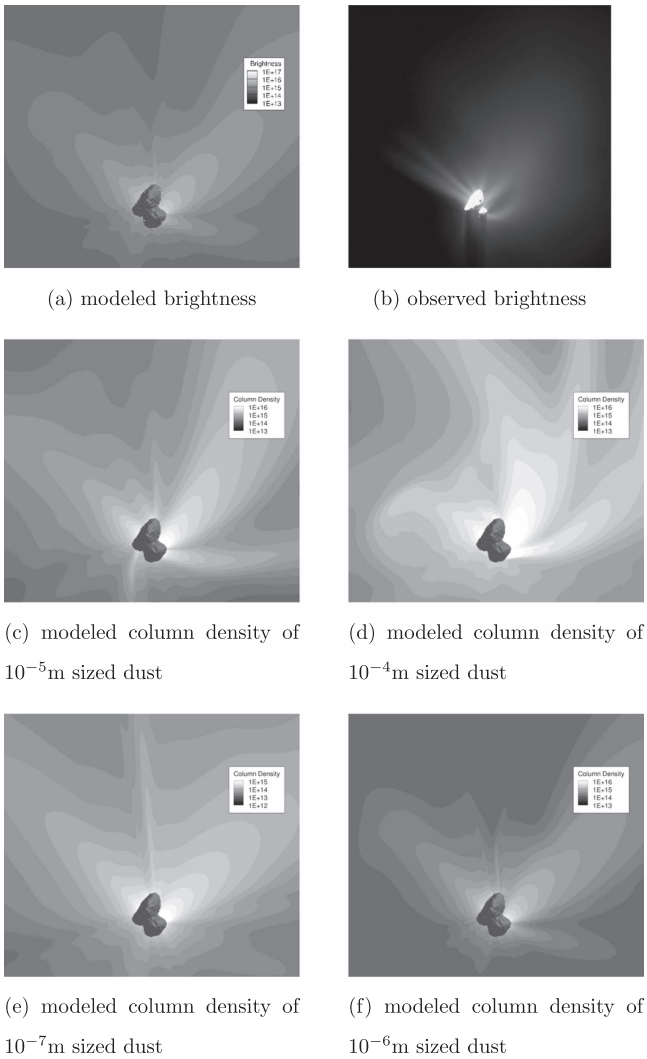 Brightness
1E+17
1E+16
1E+15
1E+14
1E+13
(a) modeled brightness
(b) observed brightness
Column Density
1E+16
1E+15
1E+14
1E+13
Column Density
1E+16
1E+15
1E+14
1E+13
(c) modeled column density of
10⁻⁵m sized dust
(d) modeled column density of
10⁻⁴m sized dust
Column Density
1E+15
1E+14
1E+13
1E+12
Column Density
1E+16
1E+15
1E+14
1E+13
(e) modeled column density of
10⁻⁷m sized dust
(f) modeled column density of
10⁻⁶m sized dust